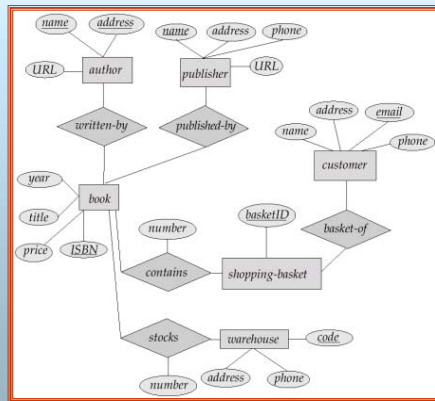 name address
URL
author
name address phone
publisher URL
written-by published-by
address email
name phone
customer
year
title
price
ISBN
book
number
contains
basketID
shopping-basket
basket-of
stocks
number
warehouse code
address phone